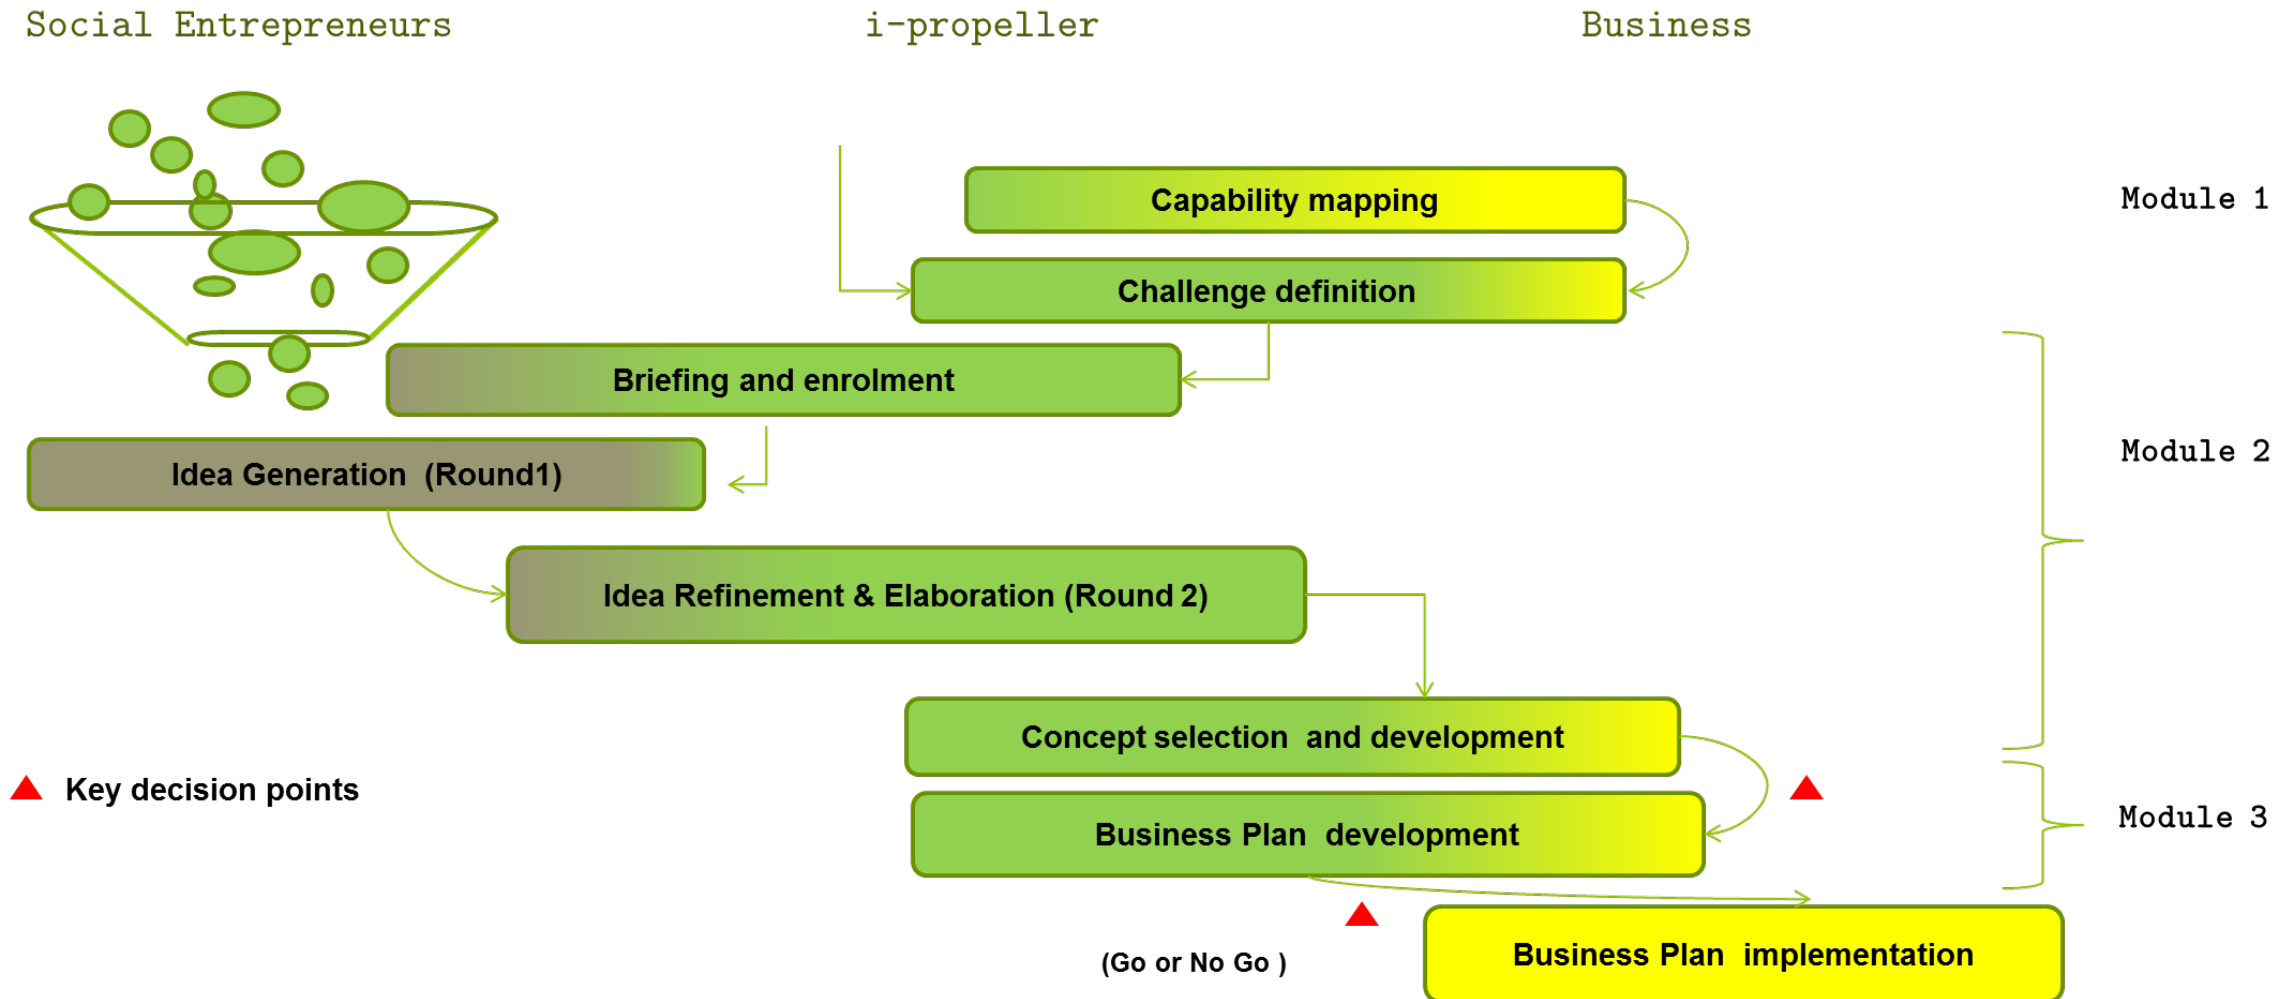 Social Entrepreneurs
i-propeller
Business
Capability mapping
Module 1
Challenge definition
Briefing and enrolment
Module 2
Idea Generation (Round1)
Idea Refinement & Elaboration (Round 2)
Concept selection and development
Key decision points
Module 3
Business Plan development
Business Plan implementation
(Go or No Go )